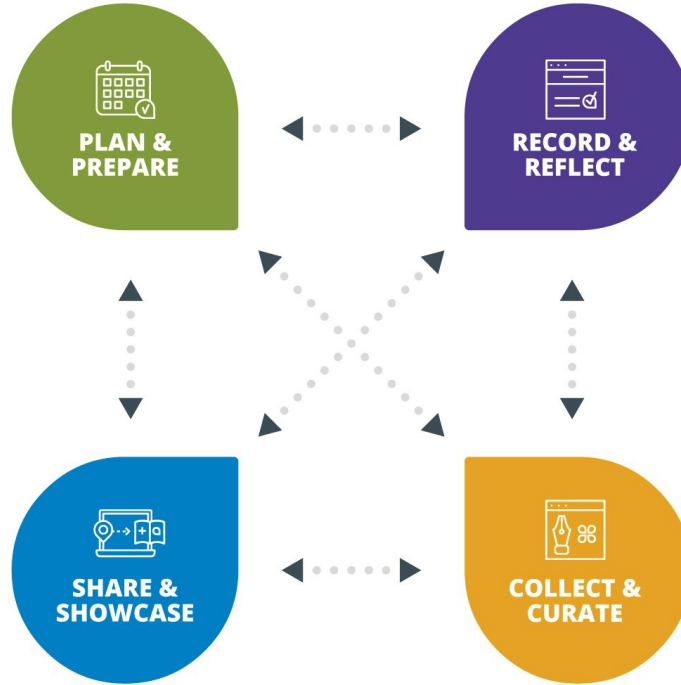 PLAN &
PREPARE
RECORD &
REFLECT
SHARE &
SHOWCASE
COLLECT &
CURATE